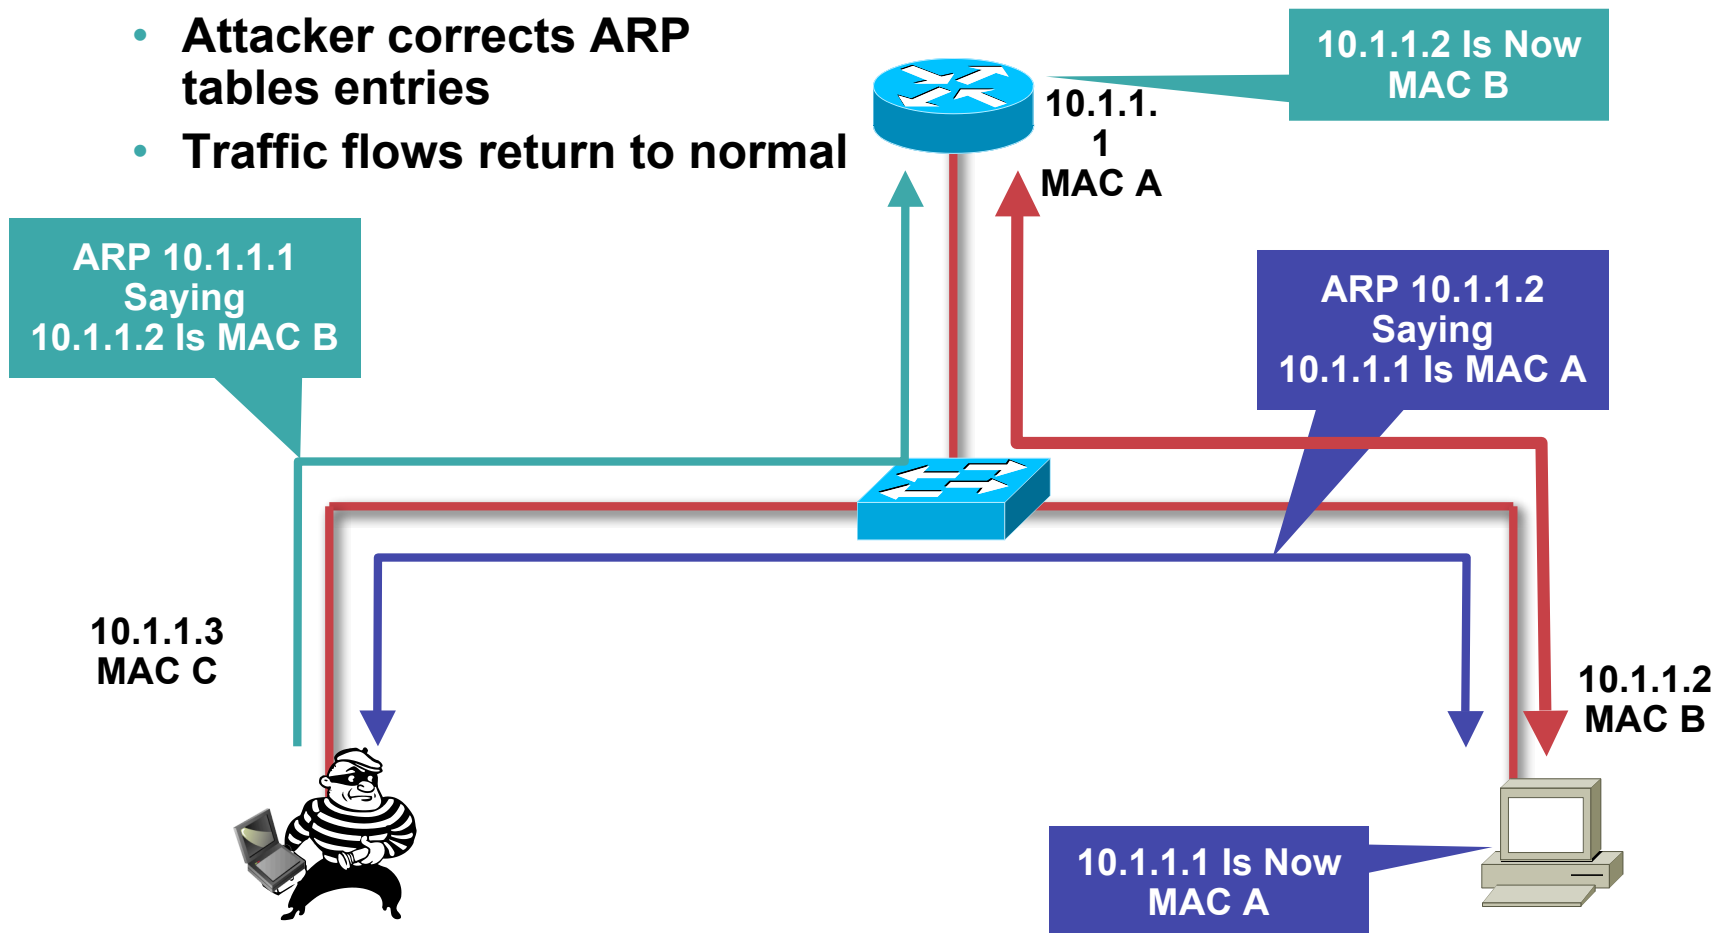 • Attacker corrects ARP
tables entries
• Traffic flows return to normal
10.1.1.2 Is Now
MAC B
10.1.1.
1
MAC A
ARP 10.1.1.1
Saying
10.1.1.2 Is MAC B
ARP 10.1.1.2
Saying
10.1.1.1 Is MAC A
10.1.1.3
MAC C
10.1.1.2
MAC B
10.1.1.1 Is Now
MAC A